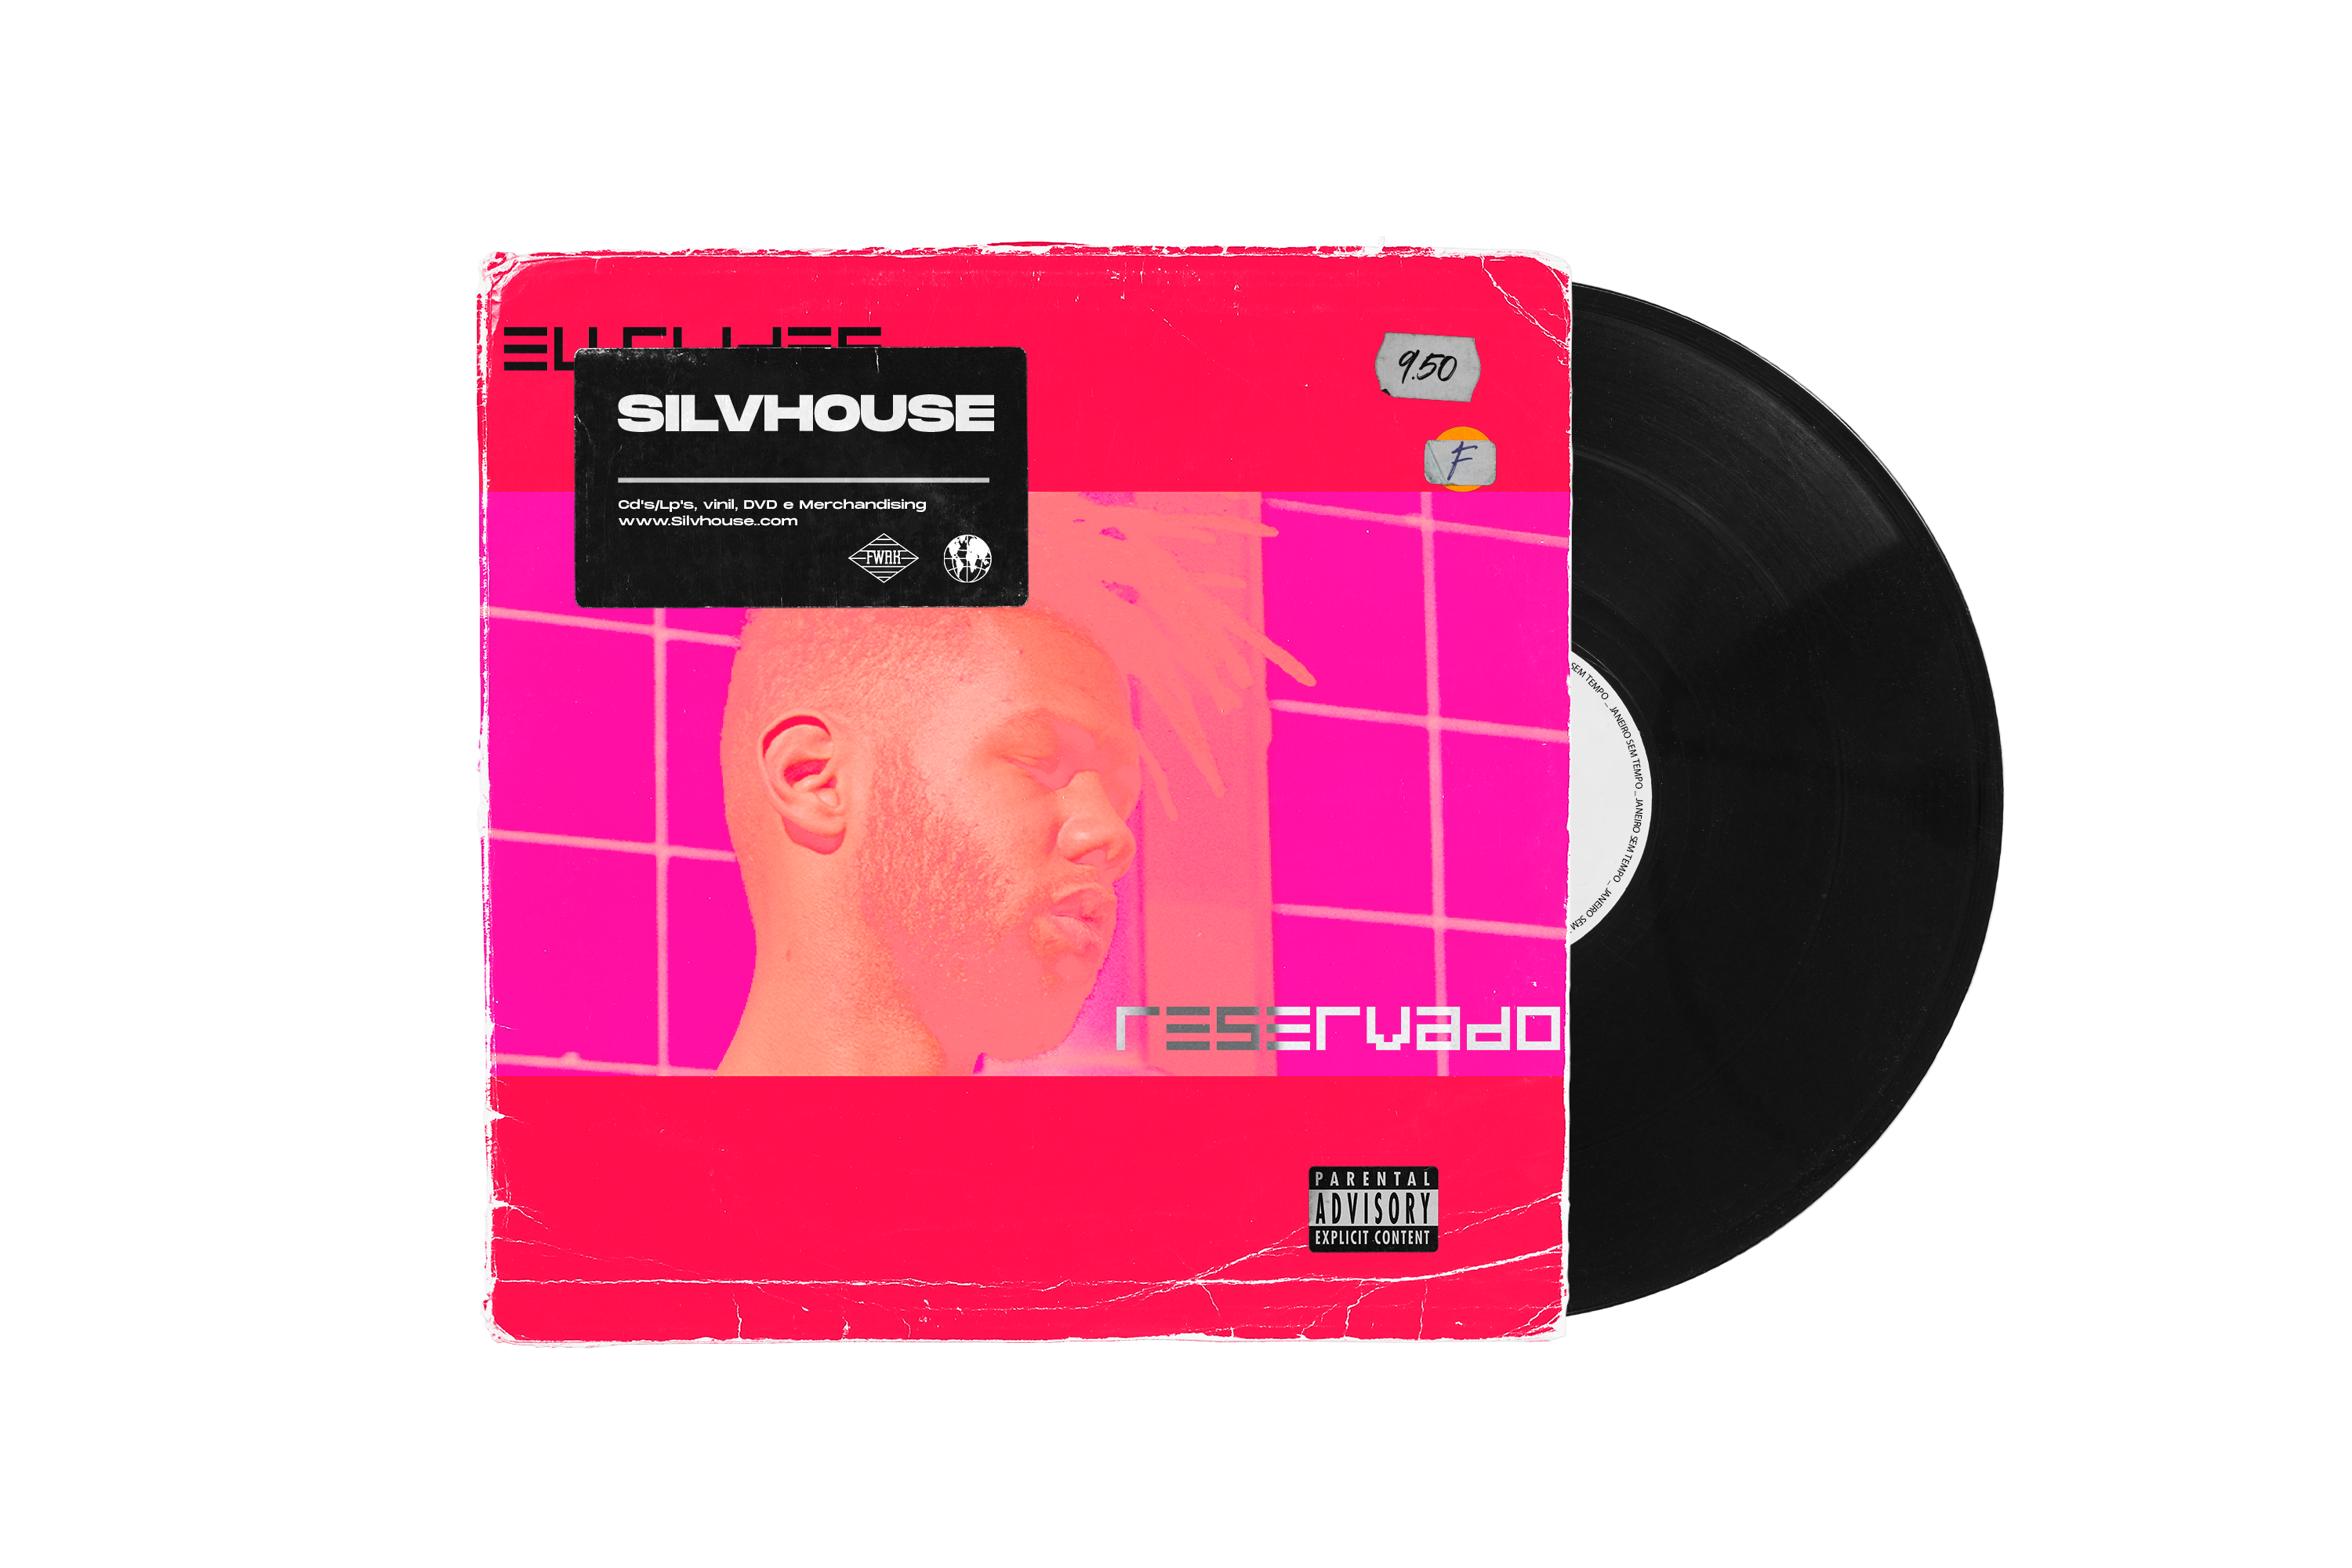 SILVHOUSE
Cd's/Lp's, vinil, DVD e Merchandising
www.Silvhouse..com
FWRK
9.50
F
SEM TEMPO _ JANEIRO SEM TEMPO _ JANEIRO SEM TEMPO _ JANEIRO SEM
reservado
PARENTAL
ADVISORY
EXPLICIT CONTENT